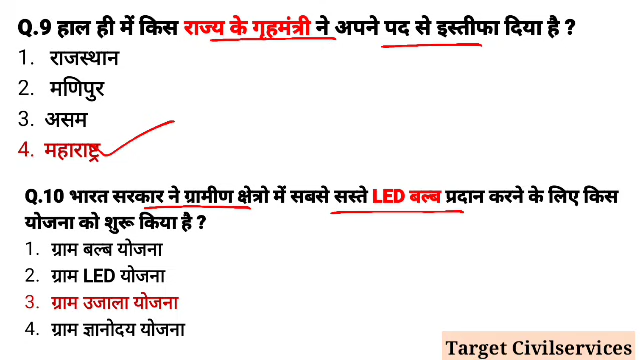 Q.9 हाल ही में किस राज्य के गृहमंत्री ने अपने पद से इस्तीफा दिया है ?
1. राजस्थान
2. मणिपुर
3. असम
4. महाराष्ट्र
Q.10 भारत सरकार ने ग्रामीण क्षेत्रो में सबसे सस्ते LED बल्ब प्रदान करने के लिए किस
योजना को शुरू किया है ?
1. ग्राम बल्ब योजना
2. ग्राम LED योजना
3. ग्राम उजाला योजना
4. ग्राम ज्ञानोदय योजना
Target Civilservices